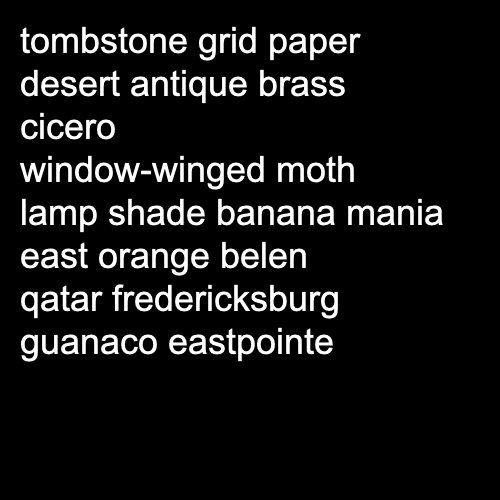 tombstone grid paper
desert antique brass
cicero
window-winged moth
lamp shade banana mania
east orange belen
qatar fredericksburg
guanaco eastpointe